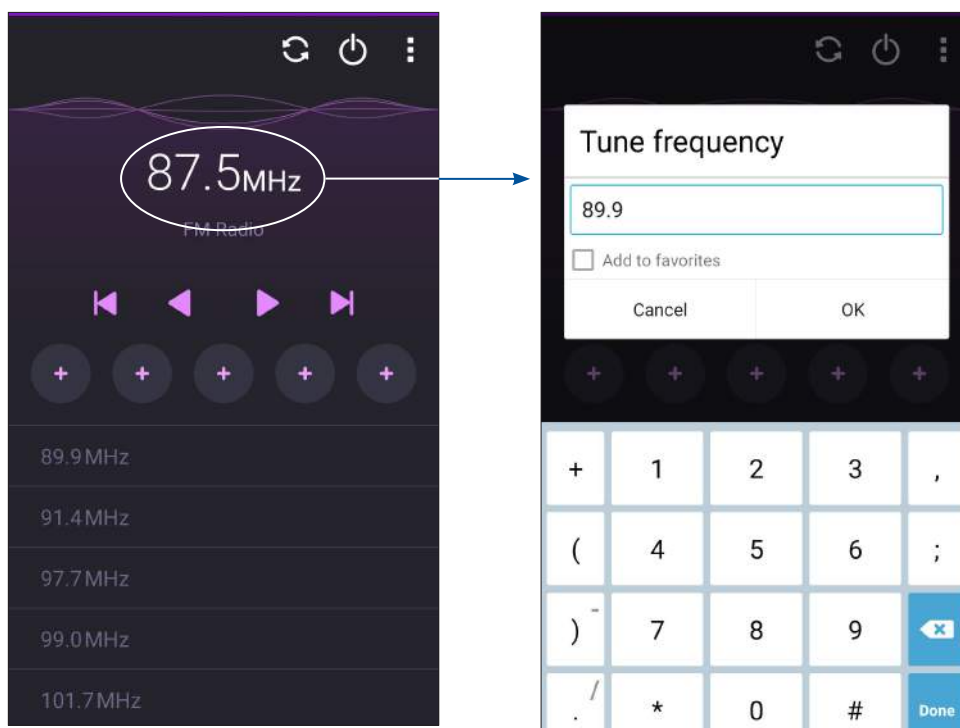 87.5MHz
FM Radio
+ + + + +
89.9MHz
91.4MHz
97.7MHz
99.0MHz
101.7MHz
Tune frequency
89.9
Add to favorites
Cancel OK
+ + + + +
+ 1 2 3 ,
( 4 5 6 ;
) - 7 8 9
. / * 0 # Done